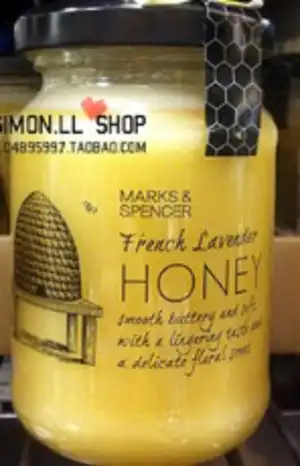 SIMON.LL SHOP
04895997.TAOBAO.COM
MARKS &
SPENCER
French Lavender
HONEY
smooth buttery and soft
with a lingering taste and
a delicate floral scent